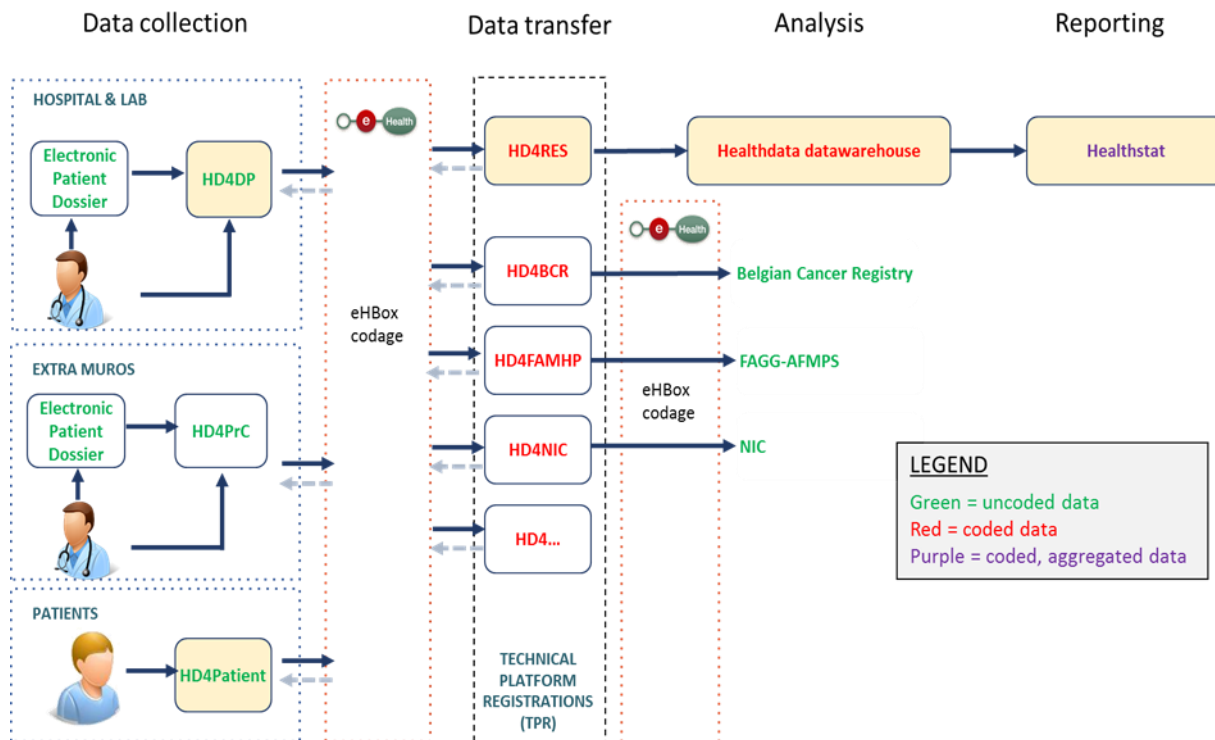 Data collection
Data transfer
Analysis
Reporting
HOSPITAL & LAB
Electronic
Patient
Dossier
HD4DP
e
Health
HD4RES
Healthdata datawarehouse
Healthstat
e
Health
HD4BCR
Belgian Cancer Registry
eHBox
codage
HD4FAMHP
FAGG-AFMPS
EXTRA MUROS
Electronic
Patient
Dossier
HD4PrC
eHBox
codage
HD4NIC
NIC
HD4...
LEGEND
Green = uncoded data
Red = coded data
Purple = coded, aggregated data
PATIENTS
HD4Patient
TECHNICAL
PLATFORM
REGISTRATIONS
(TPR)